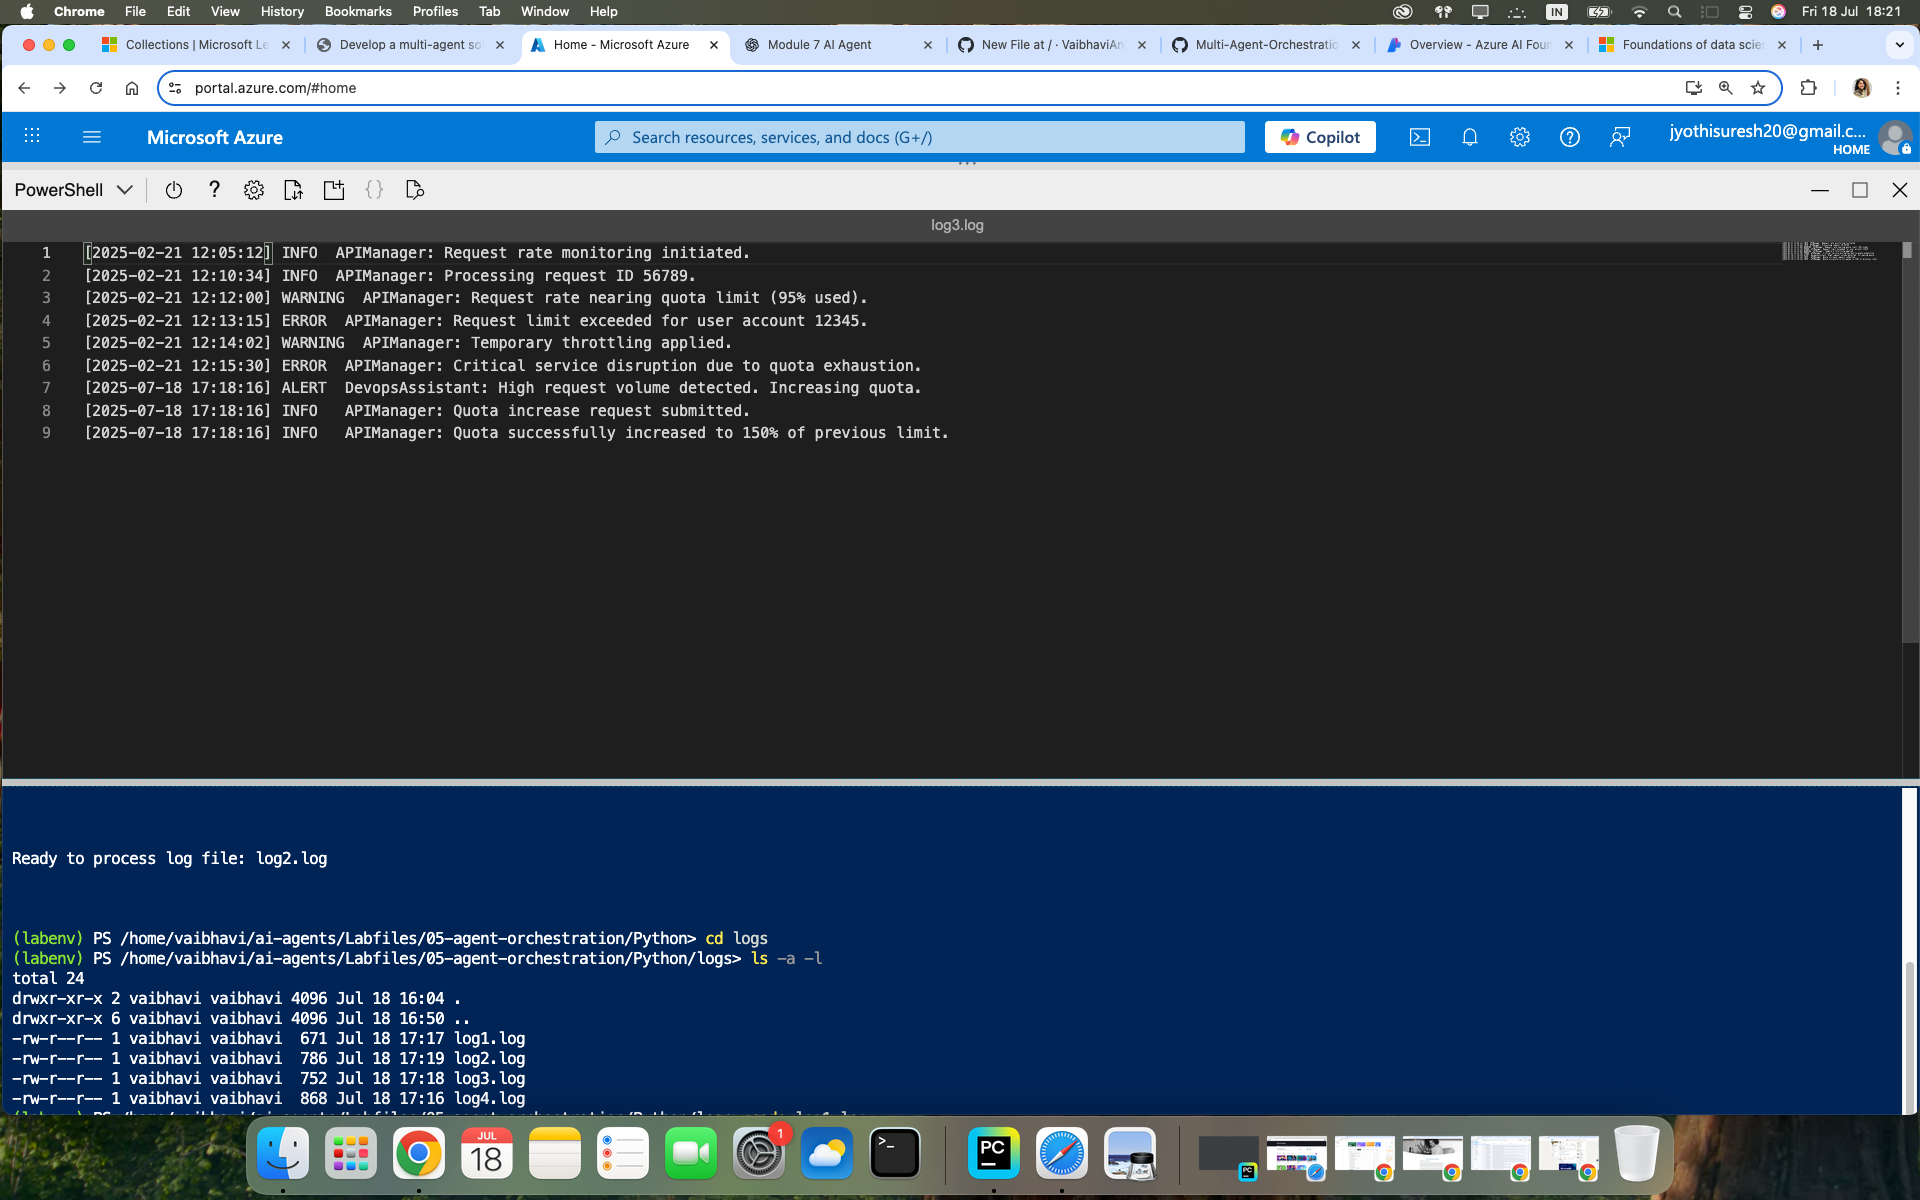 Chrome File Edit View History Bookmarks Profiles Tab Window Help IN Fri 18 Jul 18:21
Collections | Microsoft Le Develop a multi-agent so Home - Microsoft Azure Module 7 AI Agent New File at / · VaibhaviAn Multi-Agent-Orchestratio Overview - Azure AI Foun Foundations of data scie
portal.azure.com/#home
Microsoft Azure Search resources, services, and docs (G+/) Copilot jyothisuresh20@gmail.c...
HOME
PowerShell
log3.log
1 [2025-02-21 12:05:12] INFO  APIManager: Request rate monitoring initiated.
2 [2025-02-21 12:10:34] INFO  APIManager: Processing request ID 56789.
3 [2025-02-21 12:12:00] WARNING  APIManager: Request rate nearing quota limit (95% used).
4 [2025-02-21 12:13:15] ERROR  APIManager: Request limit exceeded for user account 12345.
5 [2025-02-21 12:14:02] WARNING  APIManager: Temporary throttling applied.
6 [2025-02-21 12:15:30] ERROR  APIManager: Critical service disruption due to quota exhaustion.
7 [2025-07-18 17:18:16] ALERT  DevopsAssistant: High request volume detected. Increasing quota.
8 [2025-07-18 17:18:16] INFO   APIManager: Quota increase request submitted.
9 [2025-07-18 17:18:16] INFO   APIManager: Quota successfully increased to 150% of previous limit.
Ready to process log file: log2.log
(labenv) PS /home/vaibhavi/ai-agents/Labfiles/05-agent-orchestration/Python> cd logs
(labenv) PS /home/vaibhavi/ai-agents/Labfiles/05-agent-orchestration/Python/logs> ls -a -l
total 24
drwxr-xr-x 2 vaibhavi vaibhavi 4096 Jul 18 16:04 .
drwxr-xr-x 6 vaibhavi vaibhavi 4096 Jul 18 16:50 ..
-rw-r--r-- 1 vaibhavi vaibhavi  671 Jul 18 17:17 log1.log
-rw-r--r-- 1 vaibhavi vaibhavi  786 Jul 18 17:19 log2.log
-rw-r--r-- 1 vaibhavi vaibhavi  752 Jul 18 17:18 log3.log
-rw-r--r-- 1 vaibhavi vaibhavi  868 Jul 18 17:16 log4.log
JUL
18
1
PC